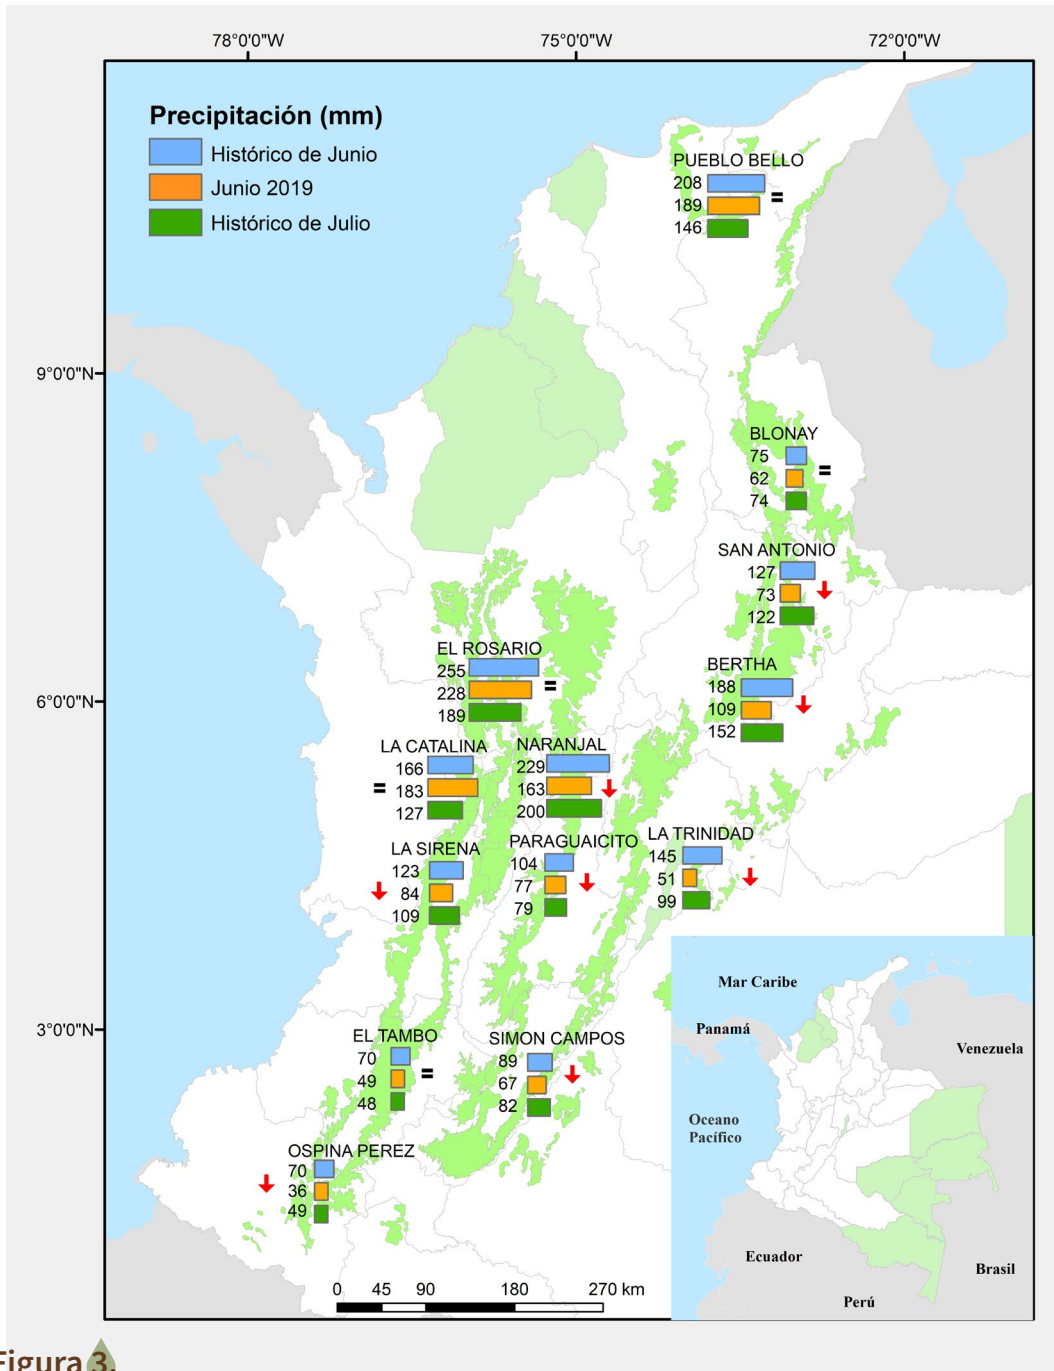 78°0'0"W 75°0'0"W 72°0'0"W
Precipitación (mm)
Histórico de Junio
Junio 2019
Histórico de Julio
PUEBLO BELLO
208
189
=
146
9°0'0"N
BLONAY
75
62
=
74
SAN ANTONIO
127
73
122
EL ROSARIO
255
228
=
189
BERTHA
188
109
152
6°0'0"N
LA CATALINA
166
183
=
127
NARANJAL
229
163
200
LA SIRENA
123
84
109
PARAGUAICITO
104
77
79
LA TRINIDAD
145
51
99
3°0'0"N
EL TAMBO
70
49
=
48
SIMON CAMPOS
89
67
82
OSPINA PEREZ
70
36
49
0 45 90 180 270 km
Mar Caribe
Panamá
Venezuela
Oceano
Pacífico
Ecuador
Brasil
Perú
Figura 3.